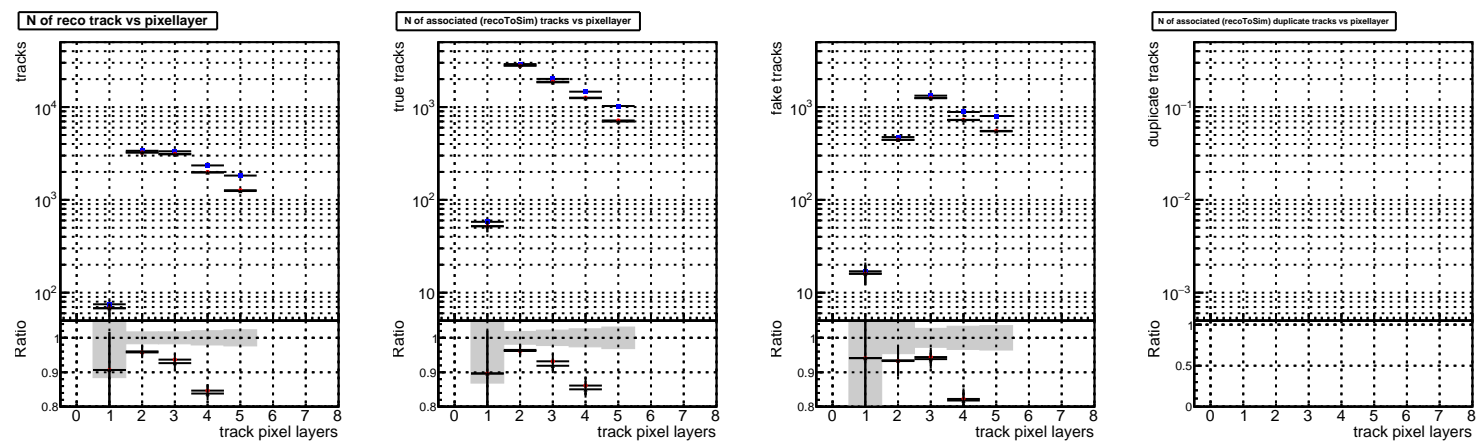 N of reco track vs pixellayer
tracks
10^4
10^3
10^2
Ratio
1
0.9
0.8
0 1 2 3 4 5 6 7 8
track pixel layers
N of associated (recoToSim) tracks vs pixellayer
true tracks
10^3
10^2
10
Ratio
1
0.9
0.8
0 1 2 3 4 5 6 7 8
track pixel layers
fake tracks
10^3
10^2
10
Ratio
1
0.9
0.8
0 1 2 3 4 5 6 7 8
track pixel layers
N of associated (recoToSim) duplicate tracks vs pixellayer
duplicate tracks
10^−1
10^−2
10^−3
Ratio
1
0.5
0
0 1 2 3 4 5 6 7 8
track pixel layers